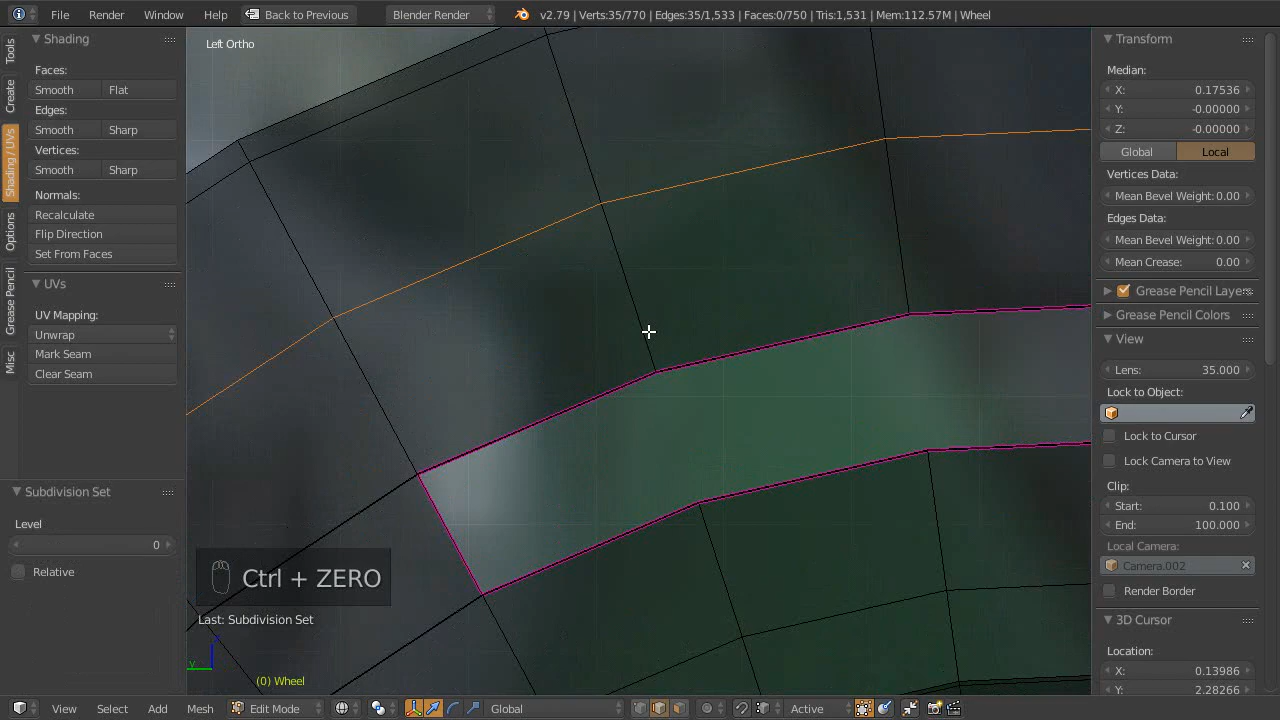 File Render Window Help Back to Previous Blender Render v2.79 | Verts:35/770 | Edges:35/1,533 | Faces:0/750 | Tris:1,531 | Mem:112.57M | Wheel
Tools
Create
Shading / UVs
Options
Grease Pencil
Misc
Shading
Faces:
Smooth Flat
Edges:
Smooth Sharp
Vertices:
Smooth Sharp
Normals:
Recalculate
Flip Direction
Set From Faces
UVs
UV Mapping:
Unwrap
Mark Seam
Clear Seam
Subdivision Set
Level
0
Relative
Left Ortho
Ctrl + ZERO
Last: Subdivision Set
(0) Wheel
Transform
Median:
X: 0.17536
Y: -0.00000
Z: -0.00000
Global Local
Vertices Data:
Mean Bevel Weight: 0.00
Edges Data:
Mean Bevel Weight: 0.00
Mean Crease: 0.00
Grease Pencil Layers
Grease Pencil Colors
View
Lens: 35.000
Lock to Object:
Lock to Cursor
Lock Camera to View
Clip:
Start: 0.100
End: 100.000
Local Camera:
Camera.002
Render Border
3D Cursor
Location:
X: 0.13986
Y: 2.28266
View Select Add Mesh Edit Mode Global Active